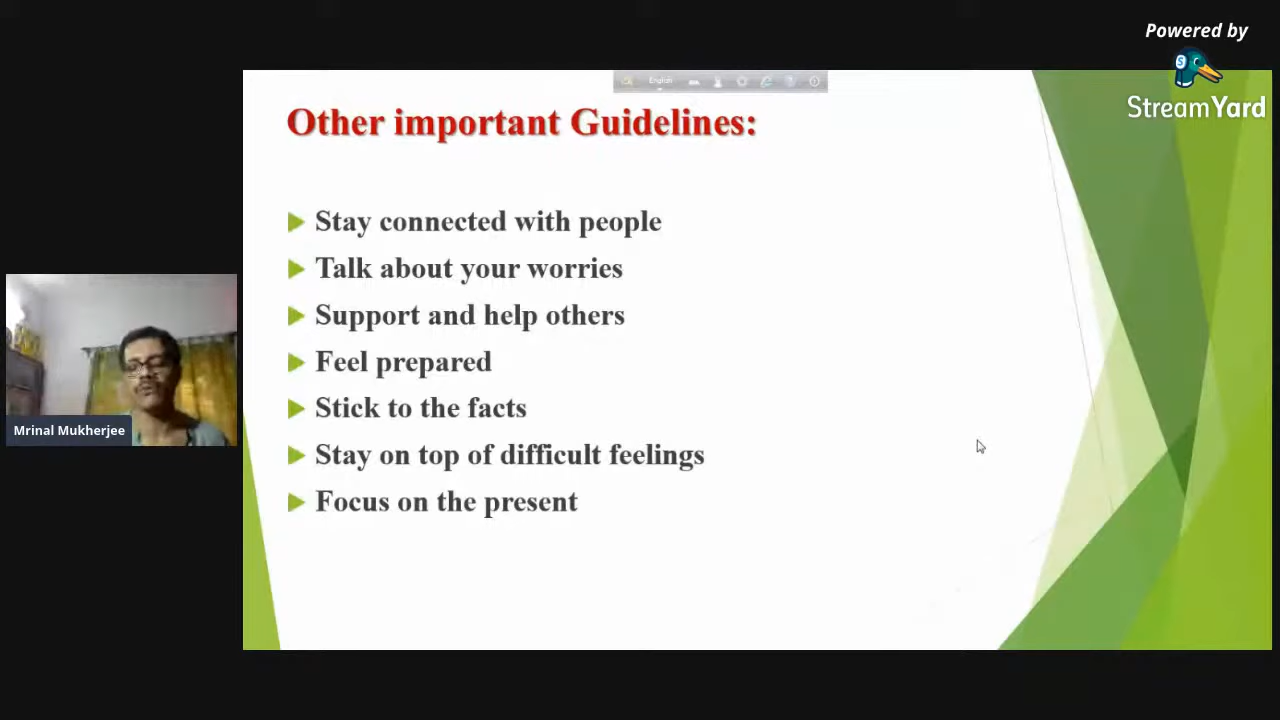 Powered by
StreamYard
English
Other important Guidelines:
Stay connected with people
Talk about your worries
Support and help others
Feel prepared
Stick to the facts
Stay on top of difficult feelings
Focus on the present
Mrinal Mukherjee